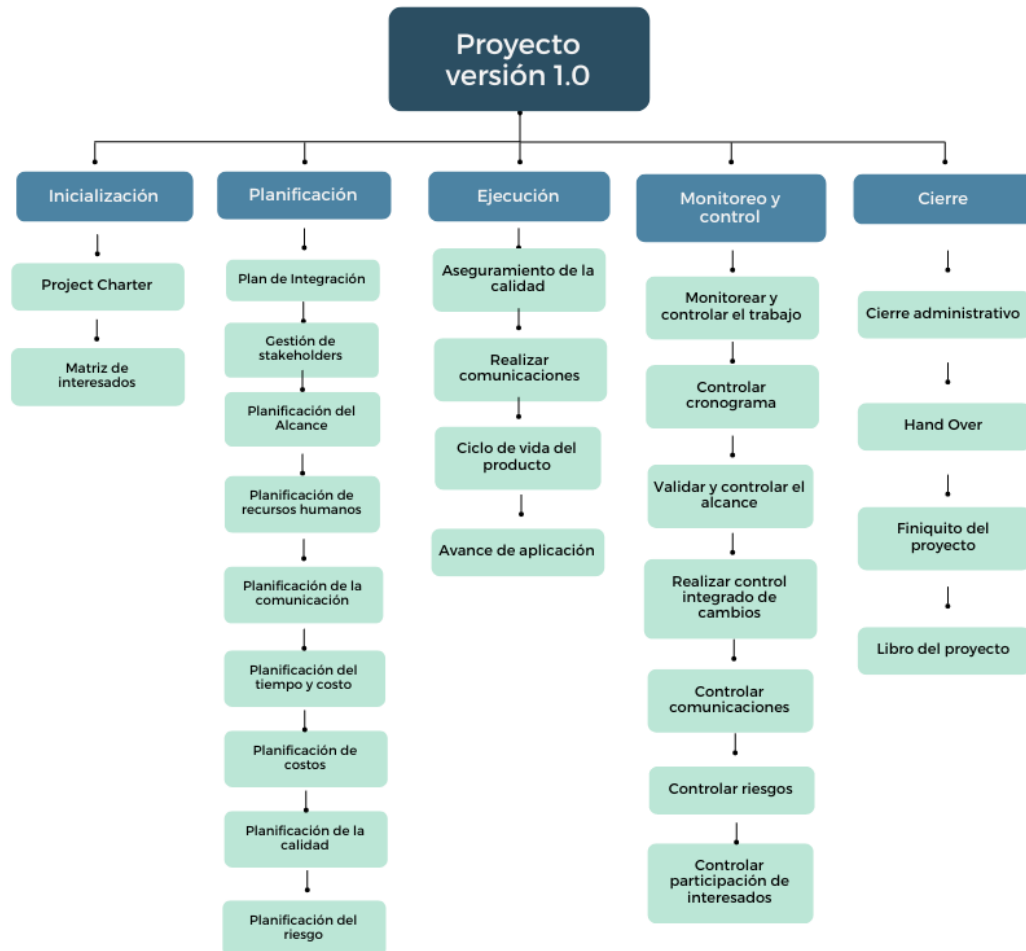 Proyecto
versión 1.0
Inicialización
Project Charter
Matriz de
interesados
Planificación
Plan de Integración
Gestión de
stakeholders
Planificación del
Alcance
Planificación de
recursos humanos
Planificación de la
comunicación
Planificación del
tiempo y costo
Planificación de
costos
Planificación de la
calidad
Planificación del
riesgo
Ejecución
Aseguramiento de la
calidad
Realizar
comunicaciones
Ciclo de vida del
producto
Avance de aplicación
Monitoreo y
control
Monitorear y
controlar el trabajo
Controlar
cronograma
Validar y controlar el
alcance
Realizar control
integrado de
cambios
Controlar
comunicaciones
Controlar riesgos
Controlar
participación de
interesados
Cierre
Cierre administrativo
Hand Over
Finiquito del
proyecto
Libro del proyecto